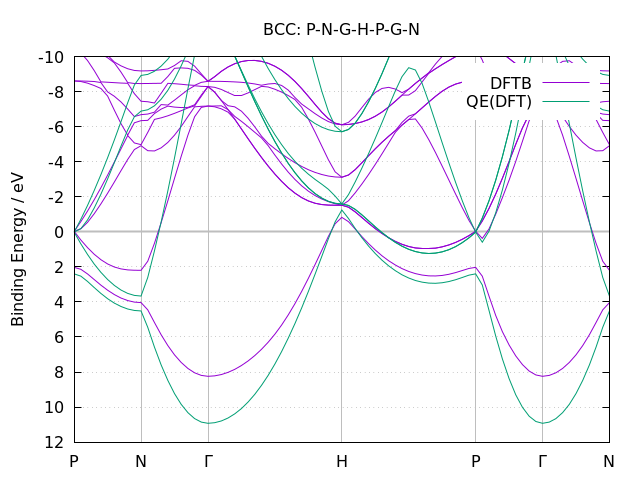 BCC: P-N-G-H-P-G-N
-10
-8
-6
-4
-2
0
2
4
6
8
10
12
Binding Energy / eV
DFTB
QE(DFT)
P N Γ H P Γ N